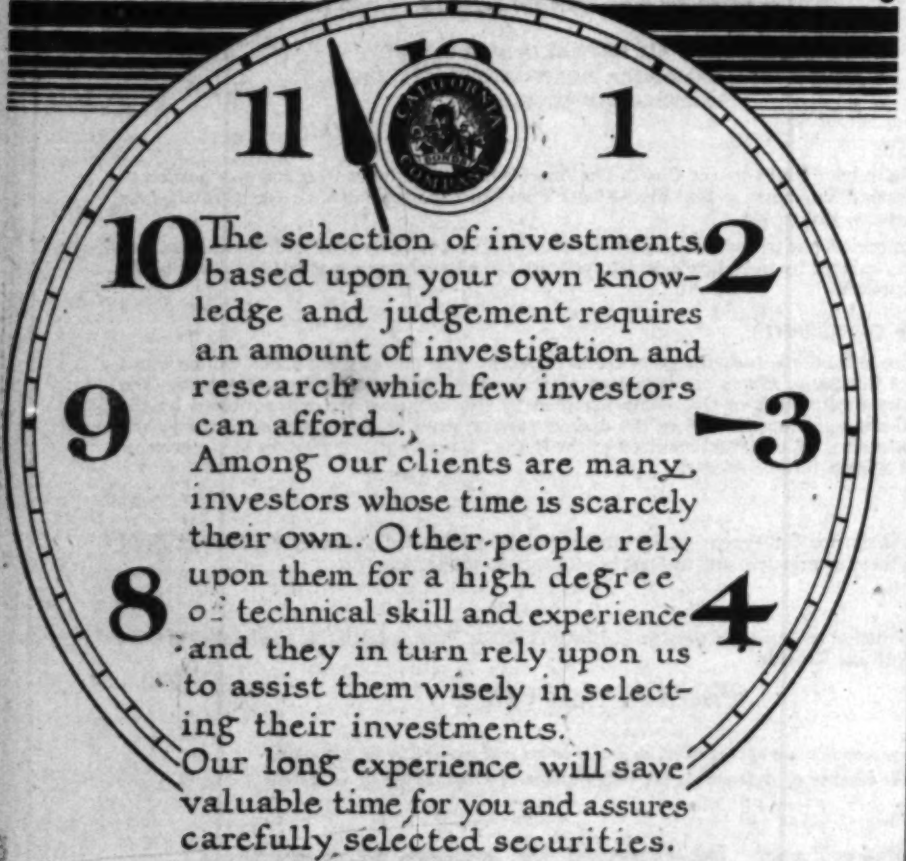 12
11
1
CALIFORNIA
BOND
COMPANY
10
2
The selection of investments
based upon your own know-
ledge and judgement requires
an amount of investigation and
research which few investors
can afford.
9
3
Among our clients are many
investors whose time is scarcely
their own. Other people rely
upon them for a high degree
of technical skill and experience
and they in turn rely upon us
to assist them wisely in select-
ing their investments.
8
4
Our long experience will save
valuable time for you and assures
carefully selected securities.